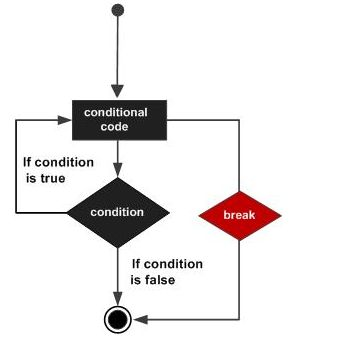 conditional
code
If condition
is true
condition
break
If condition
is false